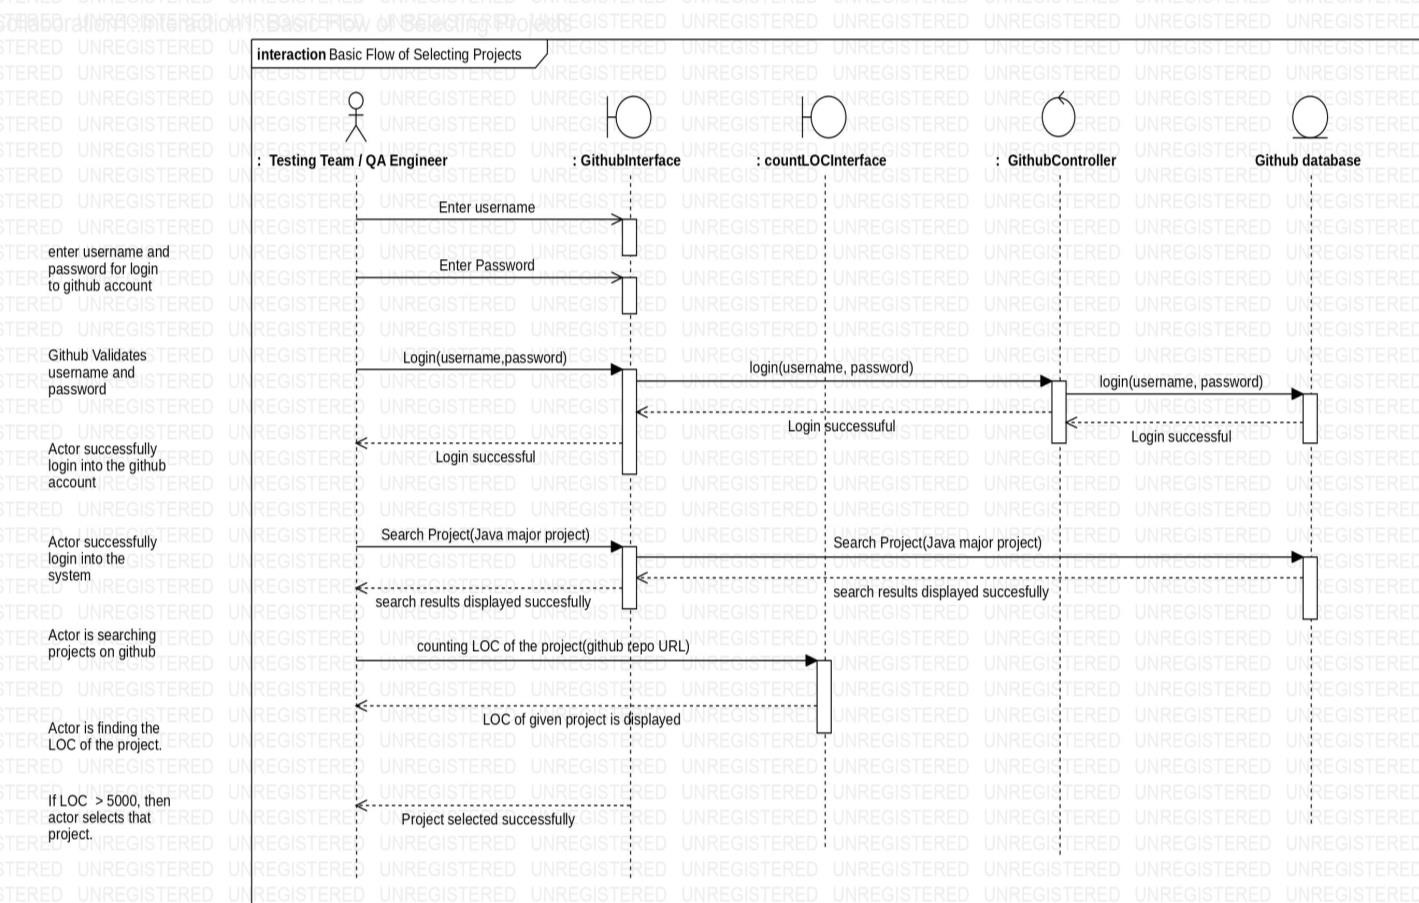 interaction Basic Flow of Selecting Projects
: Testing Team / QA Engineer
: GithubInterface
: countLOCInterface
: GithubController
Github database
Enter username
enter username and
password for login
to github account
Enter Password
Github Validates
username and
password
Login(username,password)
login(username, password)
login(username, password)
Login successuful
Login successful
Login successful
Actor successfully
login into the github
account
Search Project(Java major project)
Search Project(Java major project)
Actor successfully
login into the
system
search results displayed succesfully
search results displayed succesfully
Actor is searching
projects on github
counting LOC of the project(github repo URL)
LOC of given project is displayed
Actor is finding the
LOC of the project.
If LOC > 5000, then
actor selects that
project.
Project selected successfully
UNREGISTERED